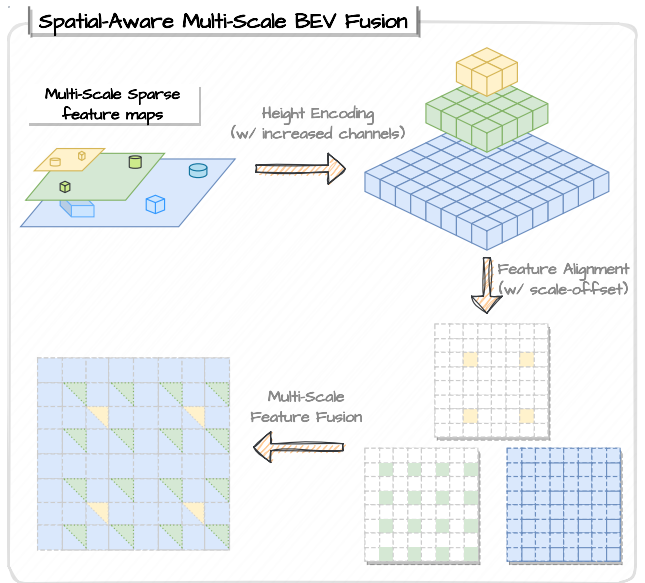 Spatial-Aware Multi-Scale BEV Fusion
Multi-Scale Sparse
feature maps
Height Encoding
(w/ increased channels)
Feature Alignment
(w/ scale-offset)
Multi-Scale
Feature Fusion